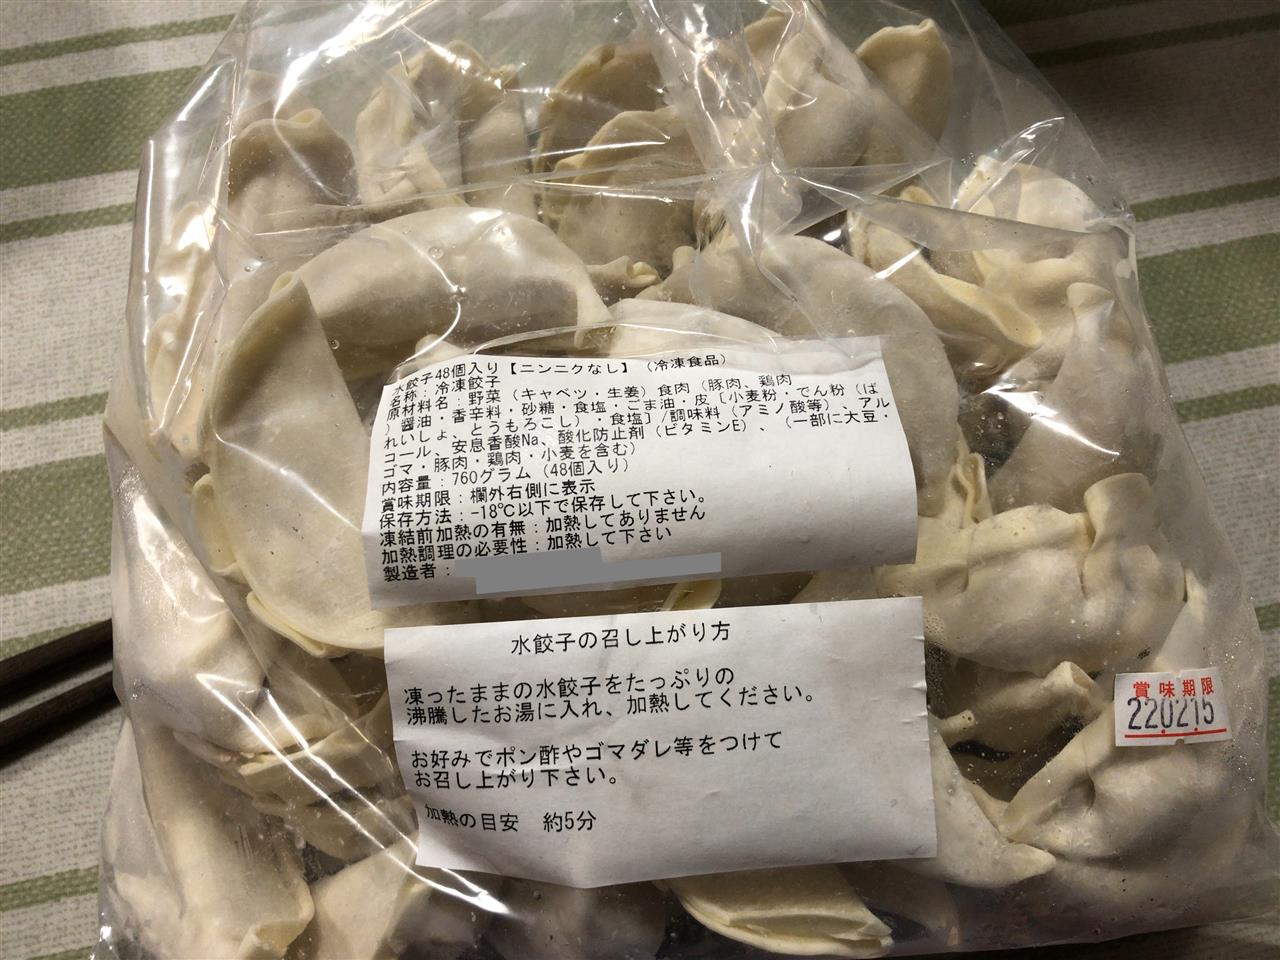 水餃子48個入り【ニンニクなし】（冷凍食品）
名称：冷凍餃子
原材料名：野菜（キャベツ・生姜）食肉（豚肉、鶏肉
）醤油・香辛料・砂糖・食塩・ごま油・皮［小麦粉・でん粉（ば
れいしょ、とうもろこし）・食塩］/調味料（アミノ酸等）、アル
コール、安息香酸Na、酸化防止剤（ビタミンE）、（一部に大豆・
ゴマ・豚肉・鶏肉・小麦を含む）
内容量：760グラム（48個入り）
賞味期限：欄外右側に表示
保存方法：-18℃以下で保存して下さい。
凍結前加熱の有無：加熱してありません
加熱調理の必要性：加熱して下さい
製造者：
水餃子の召し上がり方
凍ったままの水餃子をたっぷりの
沸騰したお湯に入れ、加熱してください。
お好みでポン酢やゴマダレ等をつけて
お召し上がり下さい。
加熱の目安　約5分
賞味期限
22.02.15